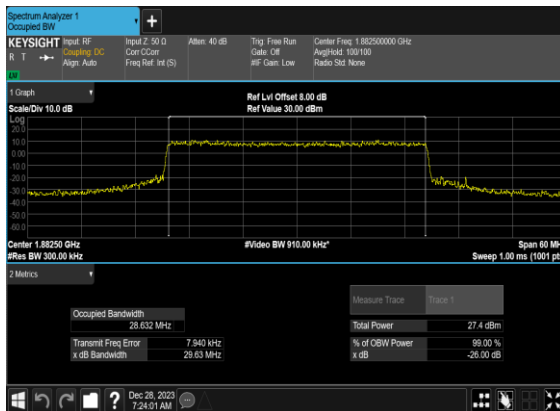 Spectrum Analyzer 1
Occupied BW
KEYSIGHT
R T
Input: RF
Coupling: DC
Align: Auto
Input Z: 50 Ω
Corr CCorr
Freq Ref: Int (S)
Atten: 40 dB
Trig: Free Run
Gate: Off
#IF Gain: Low
Center Freq: 1.882500000 GHz
Avg|Hold: 100/100
Radio Std: None
1 Graph
Scale/Div 10.0 dB
Ref Lvl Offset 8.00 dB
Ref Value 30.00 dBm
Log
20.0
10.0
0.00
-10.0
-20.0
-30.0
-40.0
-50.0
-60.0
Center 1.88250 GHz
#Video BW 910.00 kHz*
Span 60 MH
#Res BW 300.00 kHz
Sweep 1.00 ms (1001 pts
2 Metrics
Measure Trace
Trace 1
Occupied Bandwidth
28.632 MHz
Total Power
27.4 dBm
Transmit Freq Error
7.940 kHz
% of OBW Power
99.00 %
x dB Bandwidth
29.63 MHz
x dB
-26.00 dB
Dec 28, 2023
7:24:01 AM